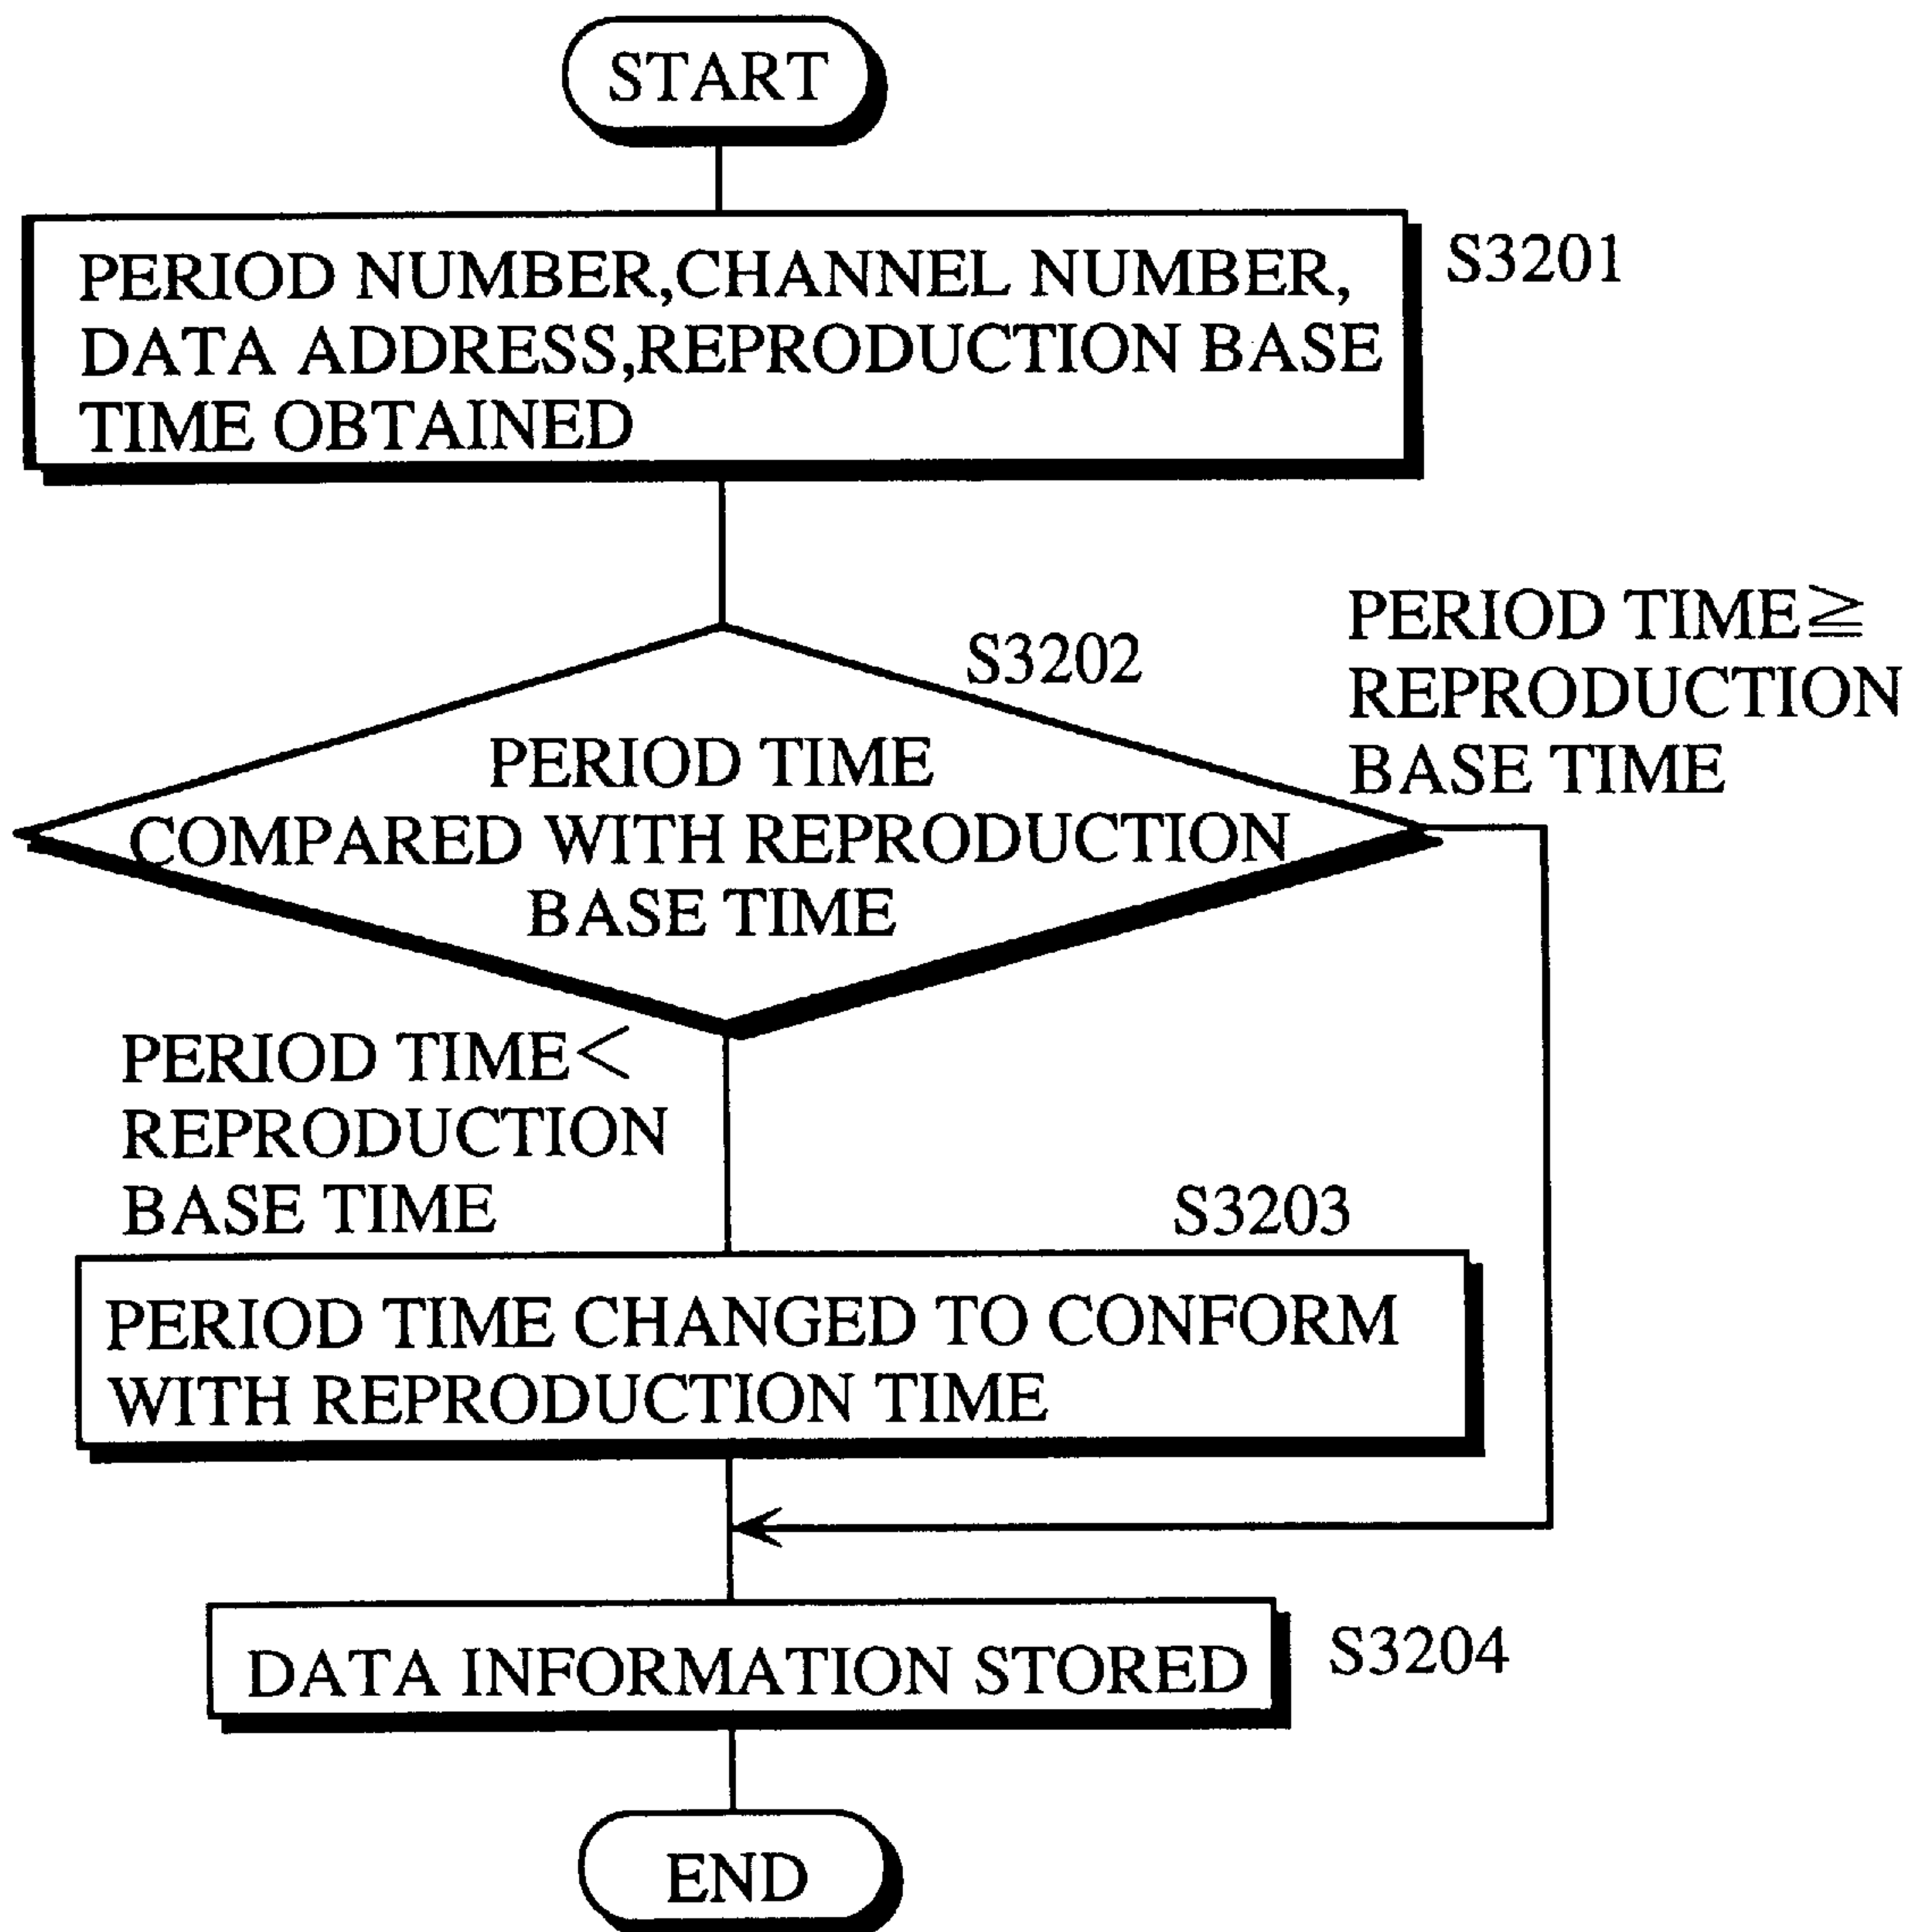 START
PERIOD NUMBER,CHANNEL NUMBER,
DATA ADDRESS,REPRODUCTION BASE
TIME OBTAINED
S3201
S3202
PERIOD TIME≧
REPRODUCTION
BASE TIME
PERIOD TIME
COMPARED WITH REPRODUCTION
BASE TIME
PERIOD TIME<
REPRODUCTION
BASE TIME
S3203
PERIOD TIME CHANGED TO CONFORM
WITH REPRODUCTION TIME
DATA INFORMATION STORED
S3204
END